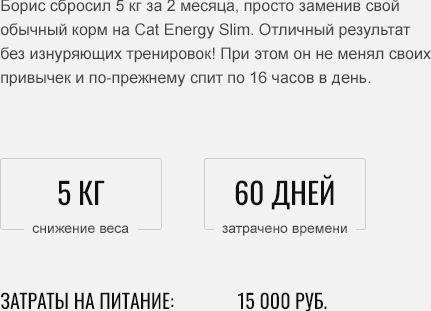 Борис сбросил 5 кг за 2 месяца, просто заменив свой
обычный корм на Cat Energy Slim. Отличный результат
без изнуряющих тренировок! При этом он не менял своих
привычек и по-прежнему спит по 16 часов в день.
5 КГ
снижение веса
60 ДНЕЙ
затрачено времени
ЗАТРАТЫ НА ПИТАНИЕ: 15 000 РУБ.